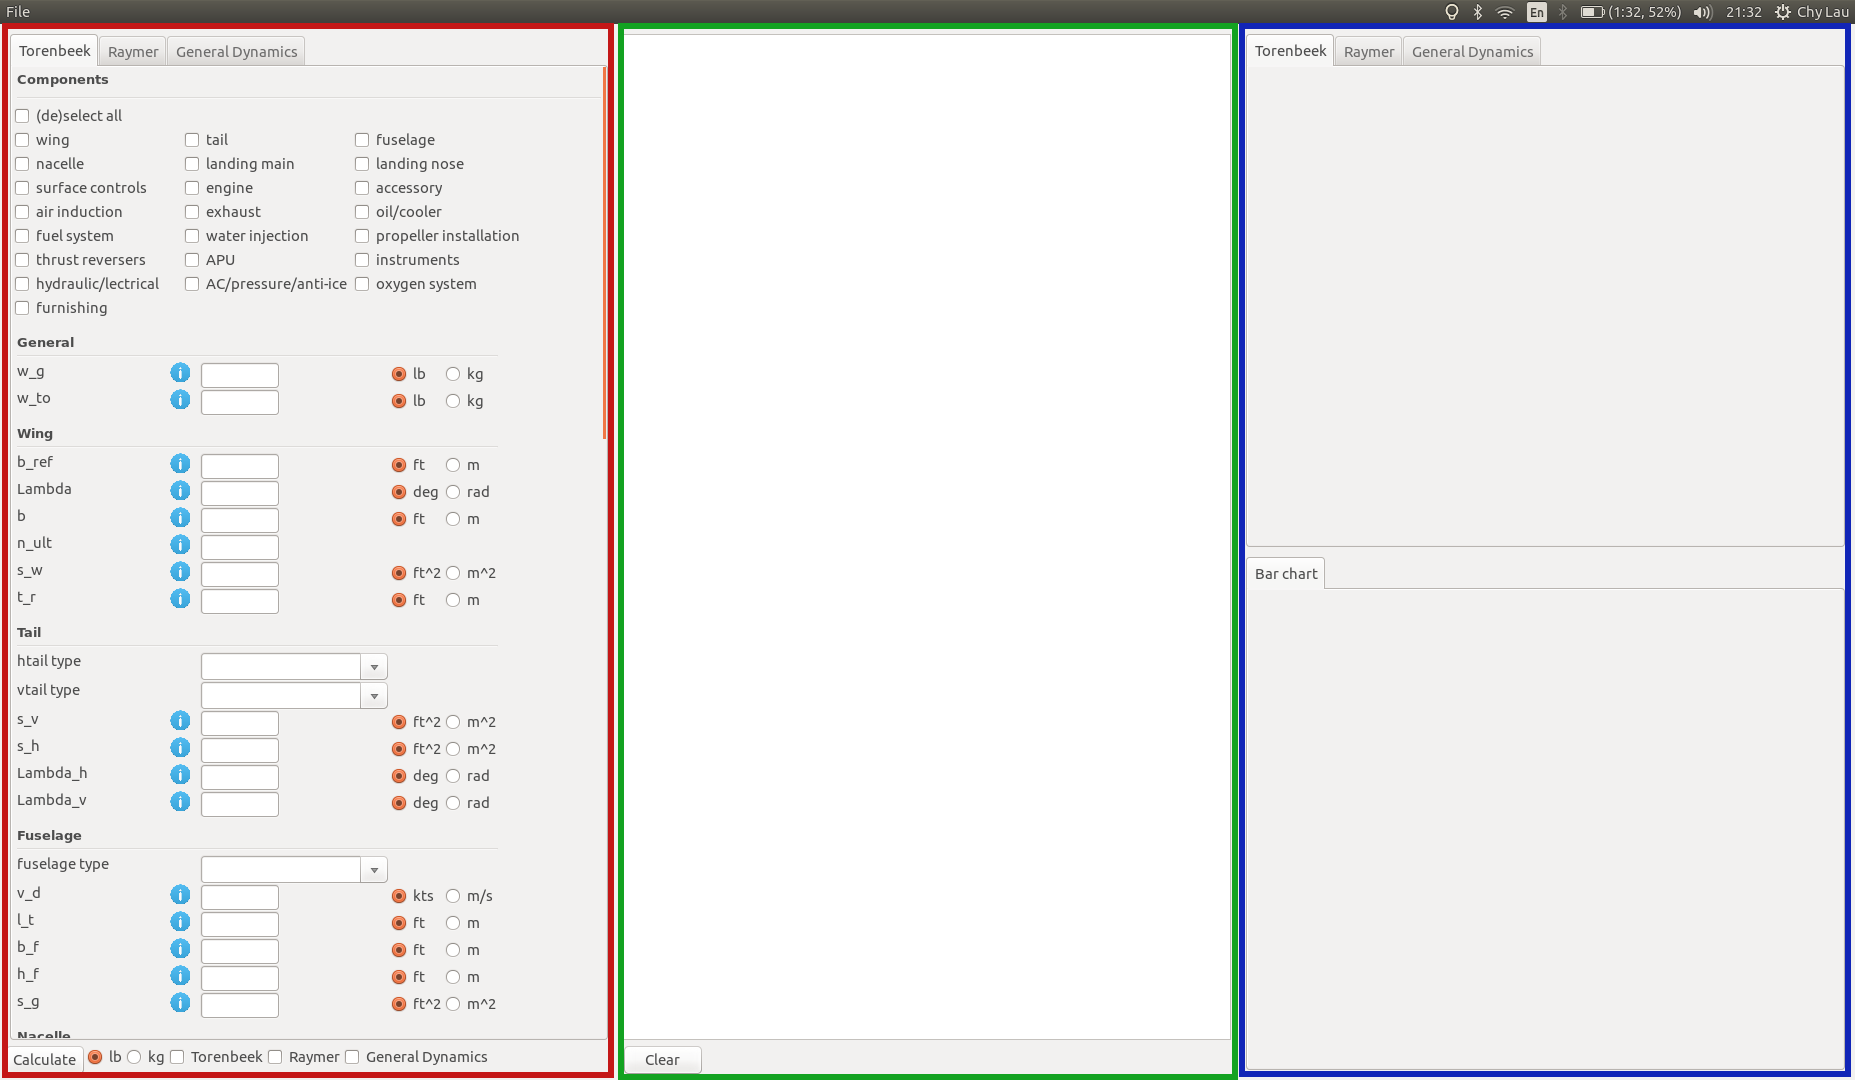 File En (1:32, 52%) 21:32 Chy Lau
Torenbeek Raymer General Dynamics
Components
(de)select all
wing tail fuselage
nacelle landing main landing nose
surface controls engine accessory
air induction exhaust oil/cooler
fuel system water injection propeller installation
thrust reversers APU instruments
hydraulic/lectrical AC/pressure/anti-ice oxygen system
furnishing
General
w_g i lb kg
w_to i lb kg
Wing
b_ref i ft m
Lambda i deg rad
b i ft m
n_ult i
s_w i ft^2 m^2
t_r i ft m
Tail
htail type
vtail type
s_v i ft^2 m^2
s_h i ft^2 m^2
Lambda_h i deg rad
Lambda_v i deg rad
Fuselage
fuselage type
v_d i kts m/s
l_t i ft m
b_f i ft m
h_f i ft m
s_g i ft^2 m^2
Nacelle
Calculate lb kg Torenbeek Raymer General Dynamics
Clear
Torenbeek Raymer General Dynamics
Bar chart